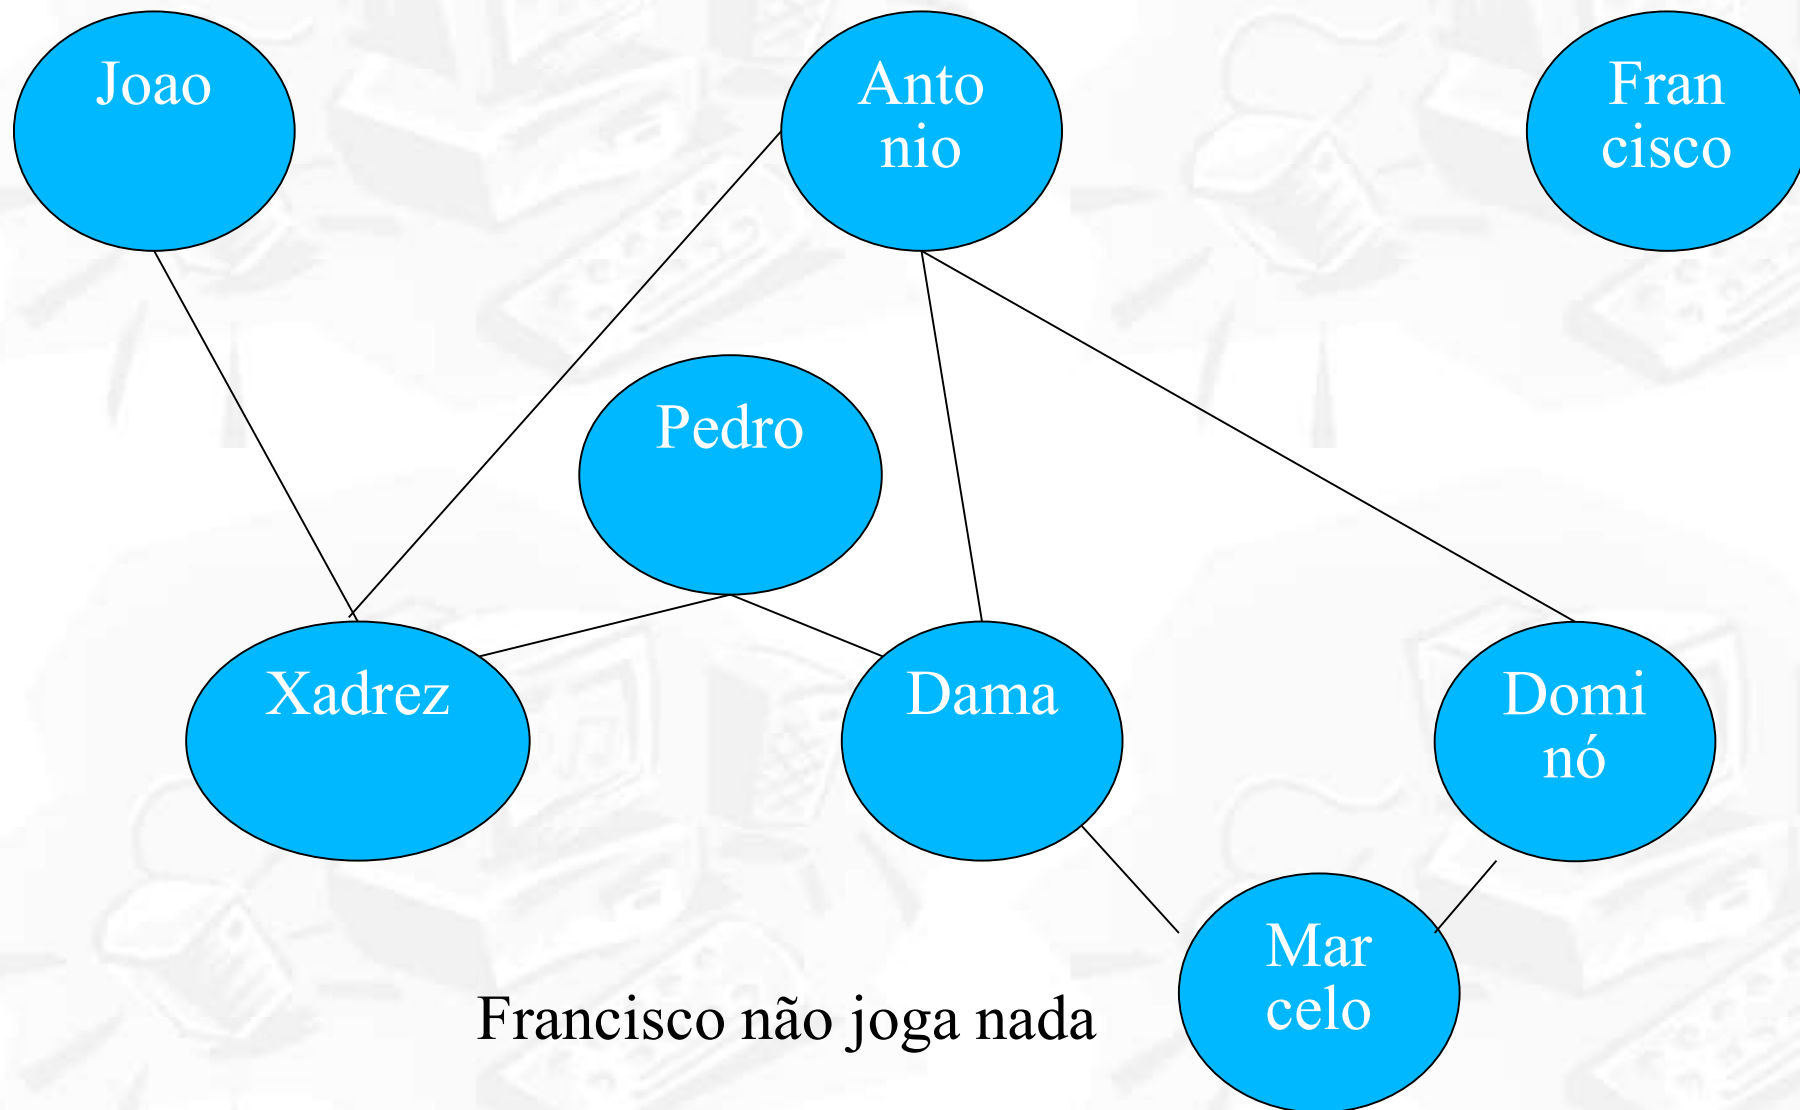 Joao
Anto
nio
Fran
cisco
Pedro
Xadrez
Dama
Domi
nó
Mar
celo
Francisco não joga nada